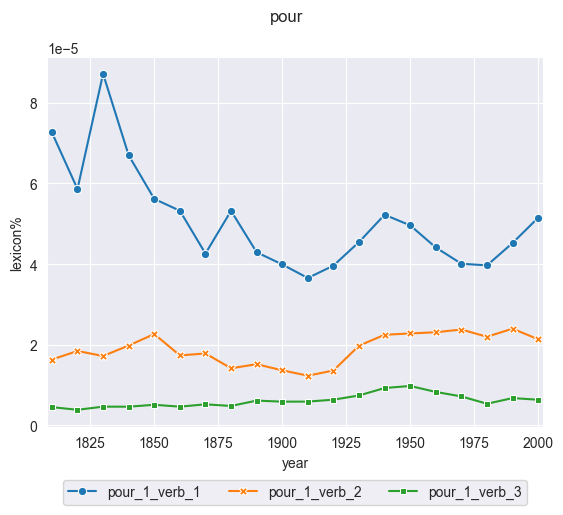 pour
1e−5
8
6
4
2
0
lexicon%
1825 1850 1875 1900 1925 1950 1975 2000
year
pour_1_verb_1 pour_1_verb_2 pour_1_verb_3